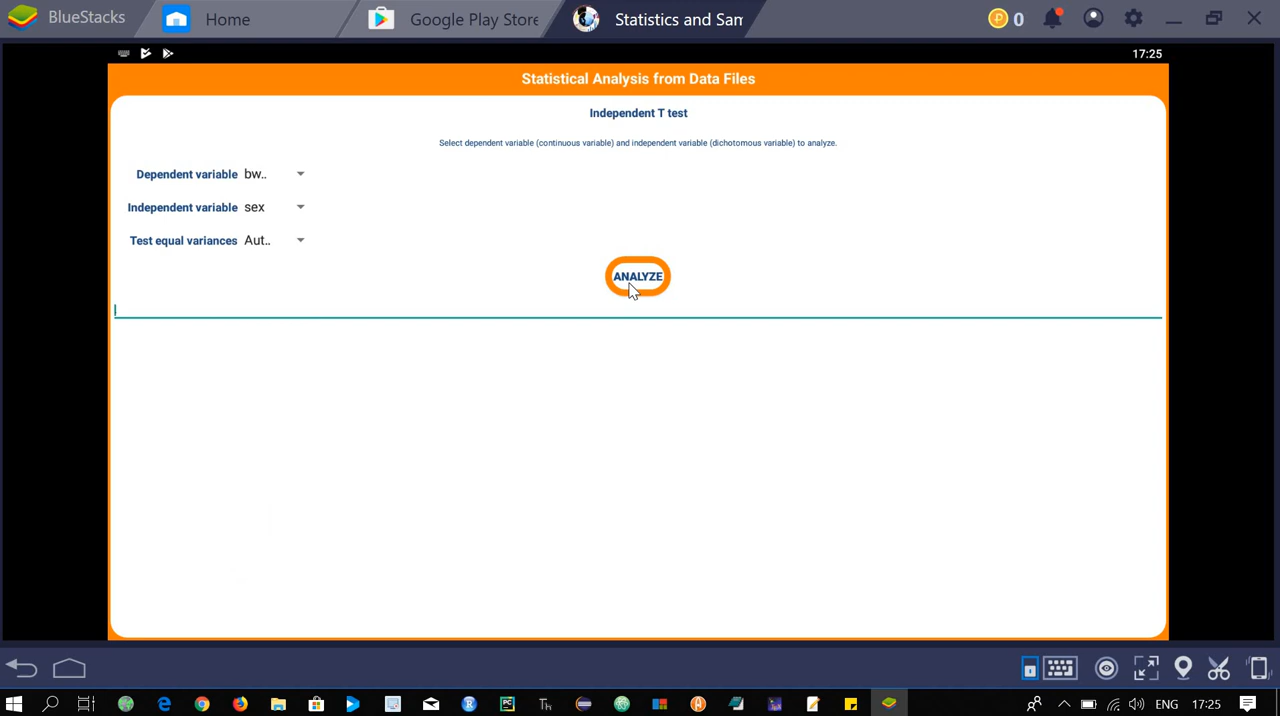 BlueStacks
Home
Google Play Store
Statistics and San
0
17:25
Statistical Analysis from Data Files
Independent T test
Select dependent variable (continuous variable) and independent variable (dichotomous variable) to analyze.
Dependent variable bw..
Independent variable sex
Test equal variances Aut..
ANALYZE
Th
ENG 17:25